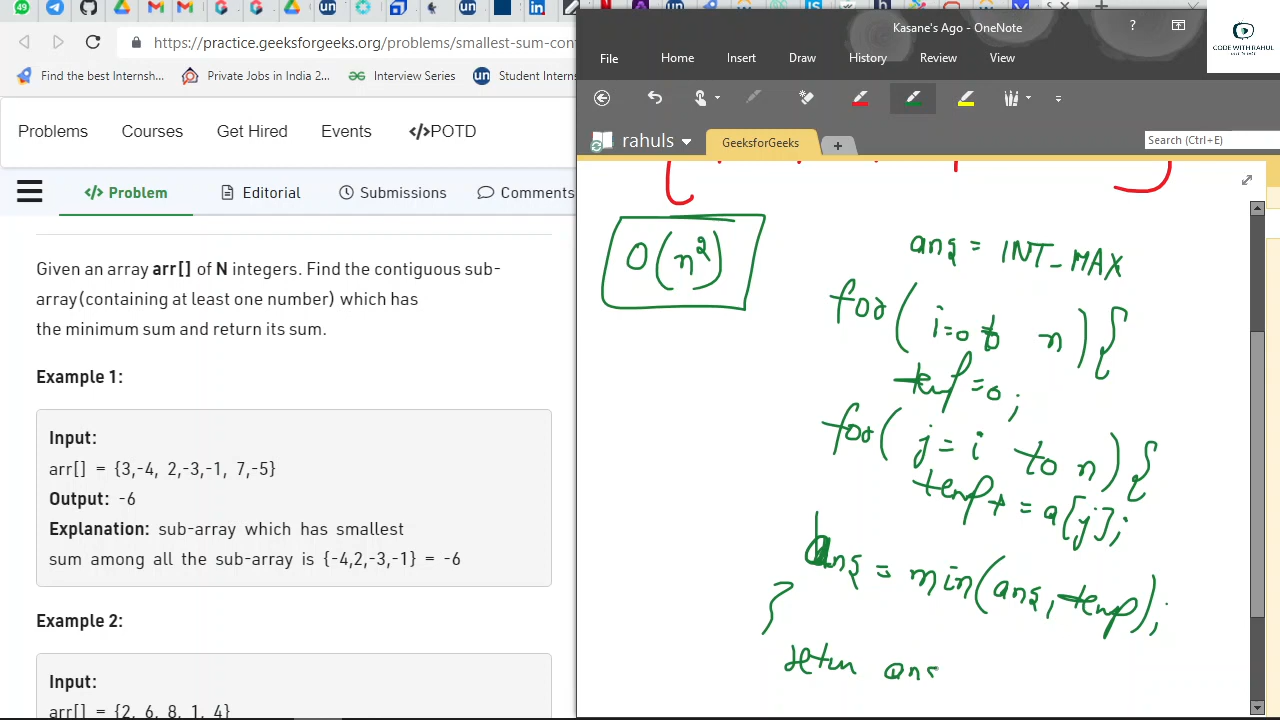 49
https://practice.geeksforgeeks.org/problems/smallest-sum-con
Find the best Internsh...
Private Jobs in India 2...
Interview Series
Student Intern
Problems
Courses
Get Hired
Events
</>POTD
</> Problem
Editorial
Submissions
Comments
Given an array arr[] of N integers. Find the contiguous sub-
array(containing at least one number) which has
the minimum sum and return its sum.
Example 1:
Input:
arr[] = {3,-4, 2,-3,-1, 7,-5}
Output: -6
Explanation: sub-array which has smallest
sum among all the sub-array is {-4,2,-3,-1} = -6
Example 2:
Input:
arr[] = {2, 6, 8, 1, 4}
Kasane's Ago - OneNote
?
CODE WITH RAHUL
File
Home
Insert
Draw
History
Review
View
rahuls
GeeksforGeeks
+
Search (Ctrl+E)
O(n²)
ans = INT_MAX
for( i=0 to n){
temp =0;
for( j= i to n){
temp+ = a[j];
ans = min(ans, temp);
}
return ans